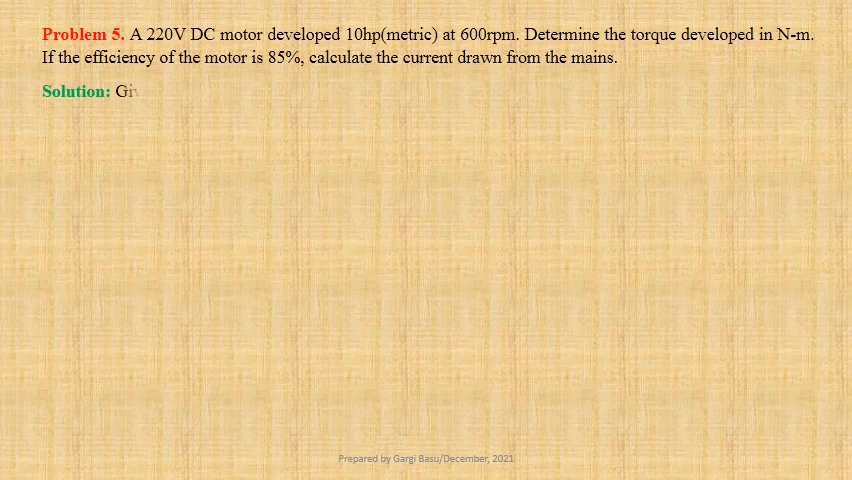 Problem 5. A 220V DC motor developed 10hp(metric) at 600rpm. Determine the torque developed in N-m.
If the efficiency of the motor is 85%, calculate the current drawn from the mains.
Solution:
Prepared by Gargi Basu/December, 2021